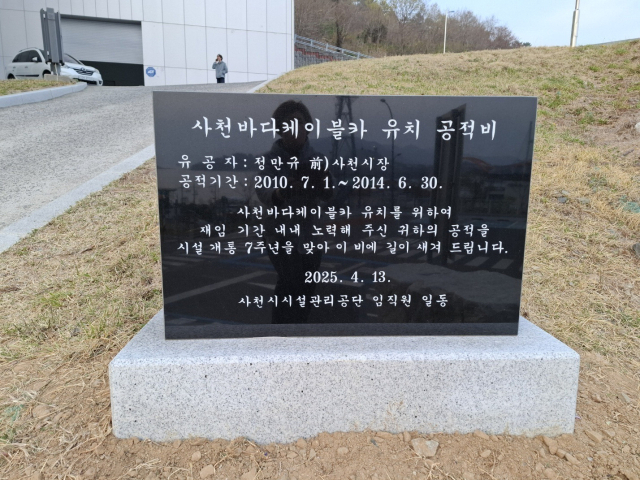 사천바다케이블카 유치 공적비
유 공 자 : 정만규 前)사천시장
공적기간 : 2010. 7. 1. ~ 2014. 6. 30.
사천바다케이블카 유치를 위하여
재임 기간 내내 노력해 주신 귀하의 공적을
시설 개통 7주년을 맞아 이 비에 길이 새겨 드립니다.
2025. 4. 13.
사천시시설관리공단 임직원 일동